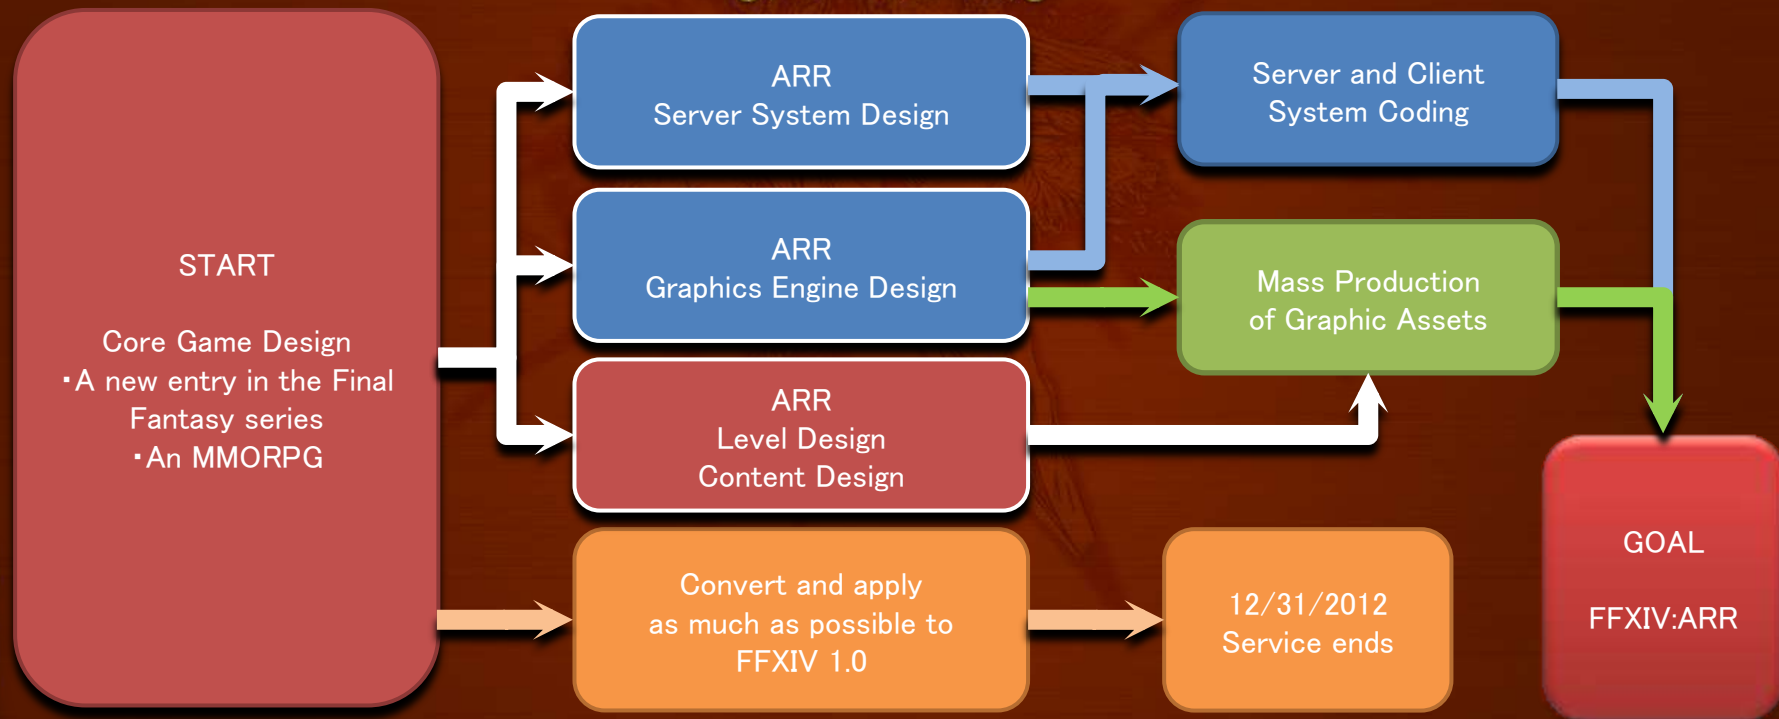 START
Core Game Design
・A new entry in the Final
Fantasy series
・An MMORPG
ARR
Server System Design
ARR
Graphics Engine Design
ARR
Level Design
Content Design
Convert and apply
as much as possible to
FFXIV 1.0
Server and Client
System Coding
Mass Production
of Graphic Assets
12/31/2012
Service ends
GOAL
FFXIV:ARR